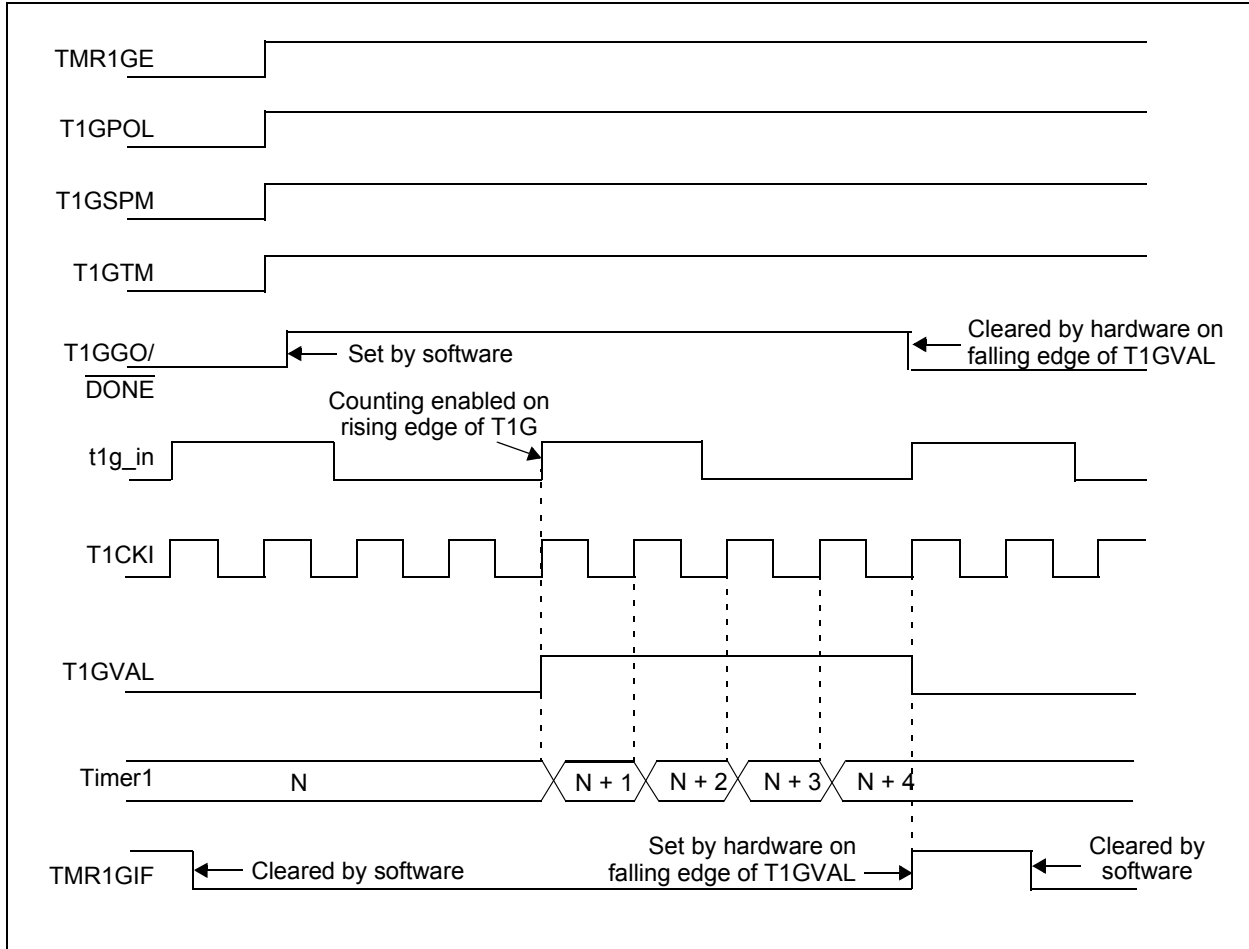 TMR1GE
T1GPOL
T1GSPM
T1GTM
T1GGO/
DONE
Set by software
Cleared by hardware on
falling edge of T1GVAL
Counting enabled on
rising edge of T1G
t1g_in
T1CKI
T1GVAL
Timer1
N
N + 1
N + 2
N + 3
N + 4
TMR1GIF
Cleared by software
Set by hardware on
falling edge of T1GVAL
Cleared by
software